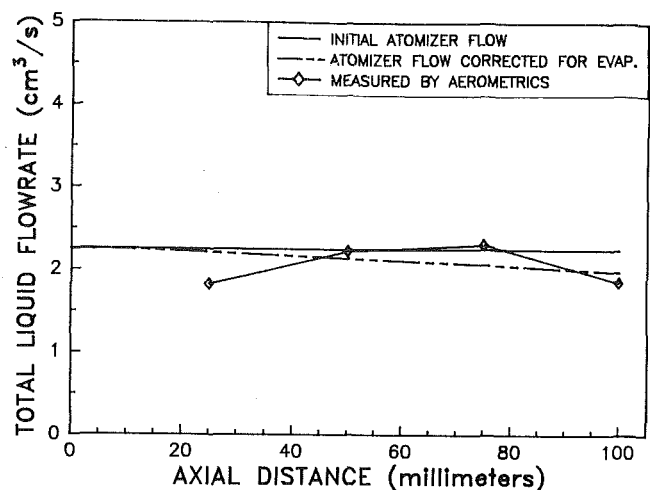 INITIAL ATOMIZER FLOW
ATOMIZER FLOW CORRECTED FOR EVAP.
MEASURED BY AEROMETRICS
TOTAL LIQUID FLOWRATE (cm³/s)
5
4
3
2
1
0
0 20 40 60 80 100
AXIAL DISTANCE (millimeters)